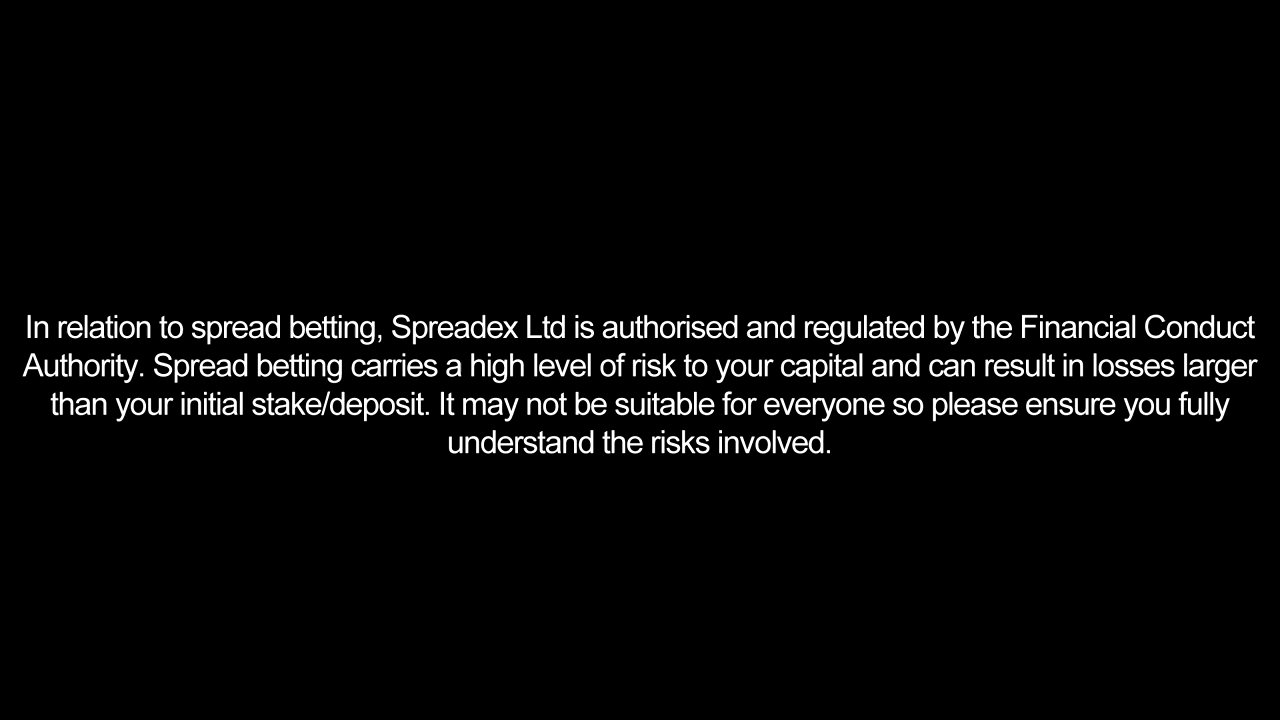 In relation to spread betting, Spreadex Ltd is authorised and regulated by the Financial Conduct
Authority. Spread betting carries a high level of risk to your capital and can result in losses larger
than your initial stake/deposit. It may not be suitable for everyone so please ensure you fully
understand the risks involved.